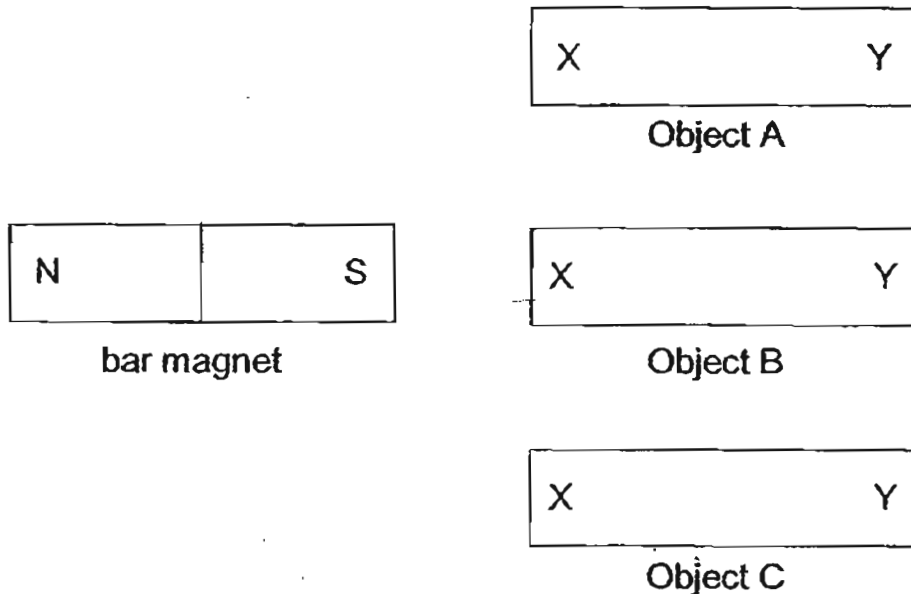 X Y
Object A
N S
X Y
bar magnet
Object B
X Y
Object C